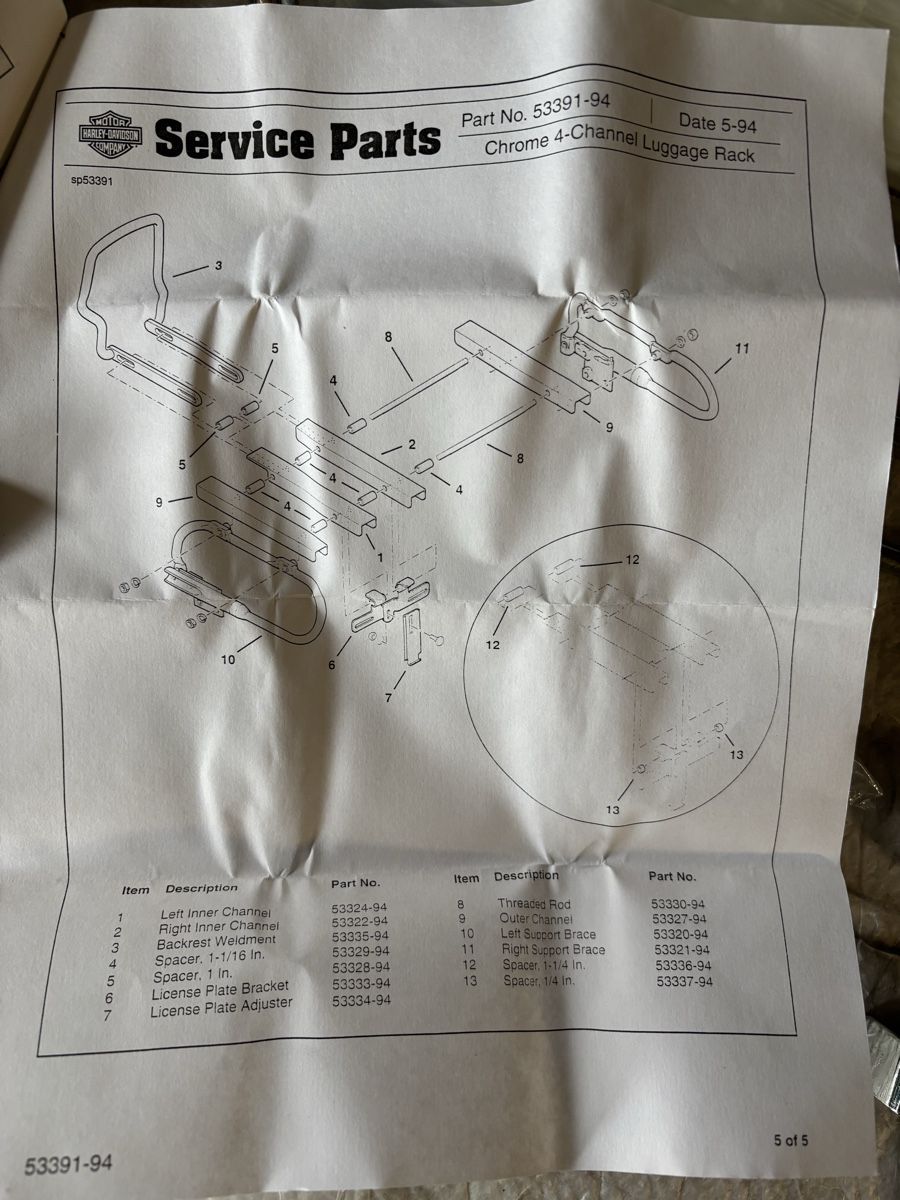 MOTOR
HARLEY-DAVIDSON
COMPANY
Service Parts
Part No. 53391-94
Date 5-94
Chrome 4-Channel Luggage Rack
sp53391
3
5
8
4
11
5
2
9
8
4
4
9
4
1
12
12
10
6
7
13
13
Item Description Part No.
1 Left Inner Channel 53324-94
2 Right Inner Channel 53322-94
3 Backrest Weldment 53335-94
4 Spacer, 1-1/16 In. 53329-94
5 Spacer, 1 In. 53328-94
6 License Plate Bracket 53333-94
7 License Plate Adjuster 53334-94
Item Description Part No.
8 Threaded Rod 53330-94
9 Outer Channel 53327-94
10 Left Support Brace 53320-94
11 Right Support Brace 53321-94
12 Spacer, 1-1/4 In. 53336-94
13 Spacer, 1/4 In. 53337-94
53391-94
5 of 5